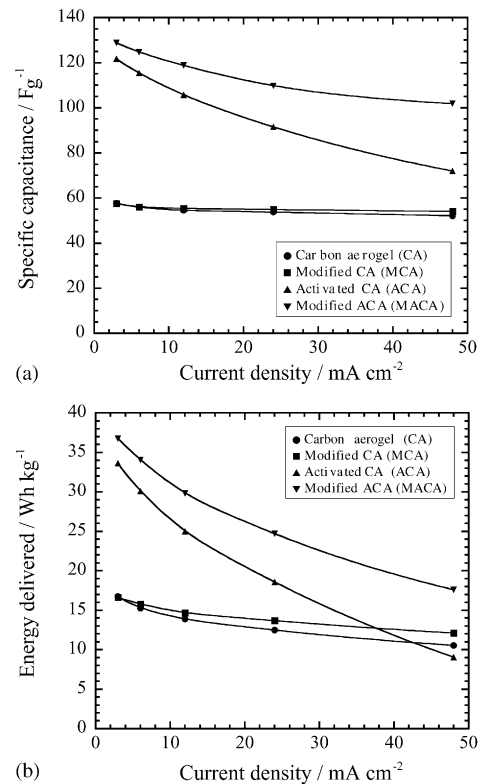 140
120
100
80
60
40
20
0
Specific capacitance / Fg-1
Carbon aerogel (CA)
Modified CA (MCA)
Activated CA (ACA)
Modified ACA (MACA)
0 10 20 30 40 50
(a)
Current density / mA cm-2
40
35
30
25
20
15
10
5
0
Energy delivered / Wh kg-1
Carbon aerogel (CA)
Modified CA (MCA)
Activated CA (ACA)
Modified ACA (MACA)
0 10 20 30 40 50
(b)
Current density / mA cm-2